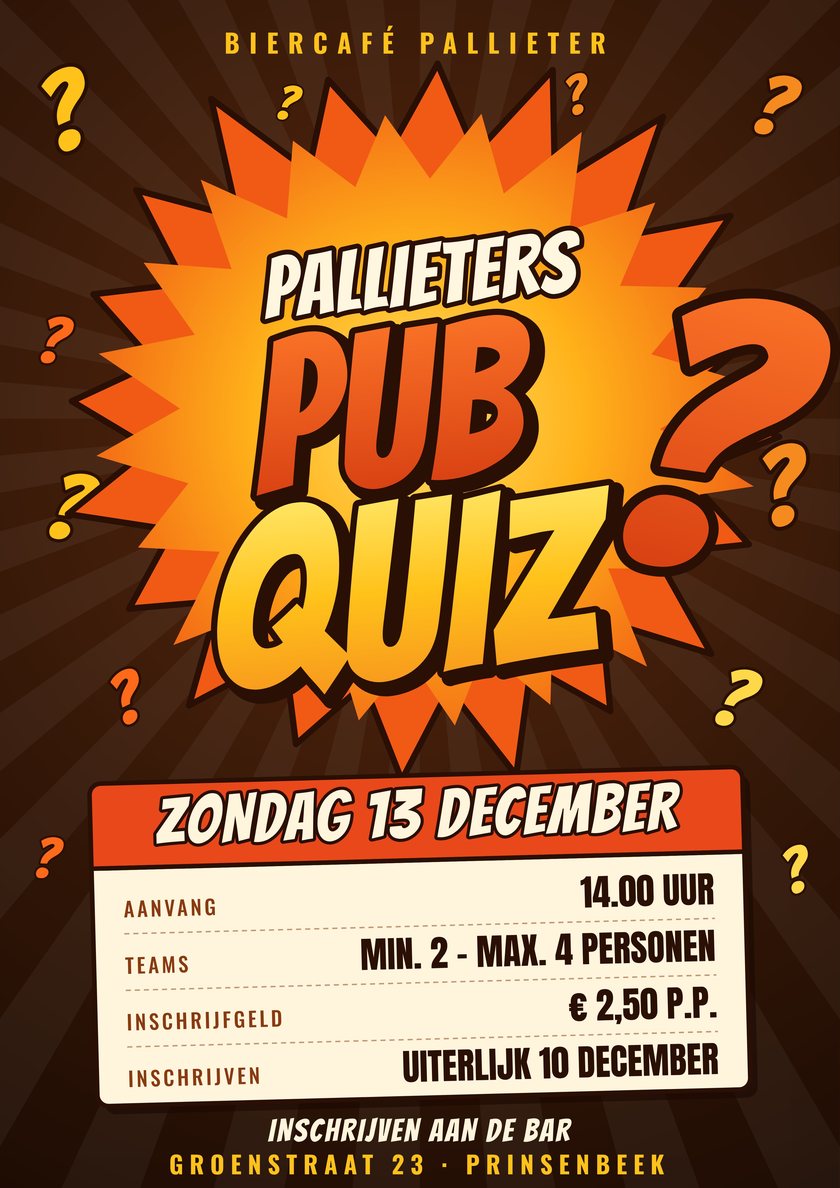 BIERCAFÉ PALLIETER
PALLIETERS
PUB
QUIZ?
ZONDAG 13 DECEMBER
AANVANG 14.00 UUR
TEAMS MIN. 2 - MAX. 4 PERSONEN
INSCHRIJFGELD € 2,50 P.P.
INSCHRIJVEN UITERLIJK 10 DECEMBER
INSCHRIJVEN AAN DE BAR
GROENSTRAAT 23 · PRINSENBEEK